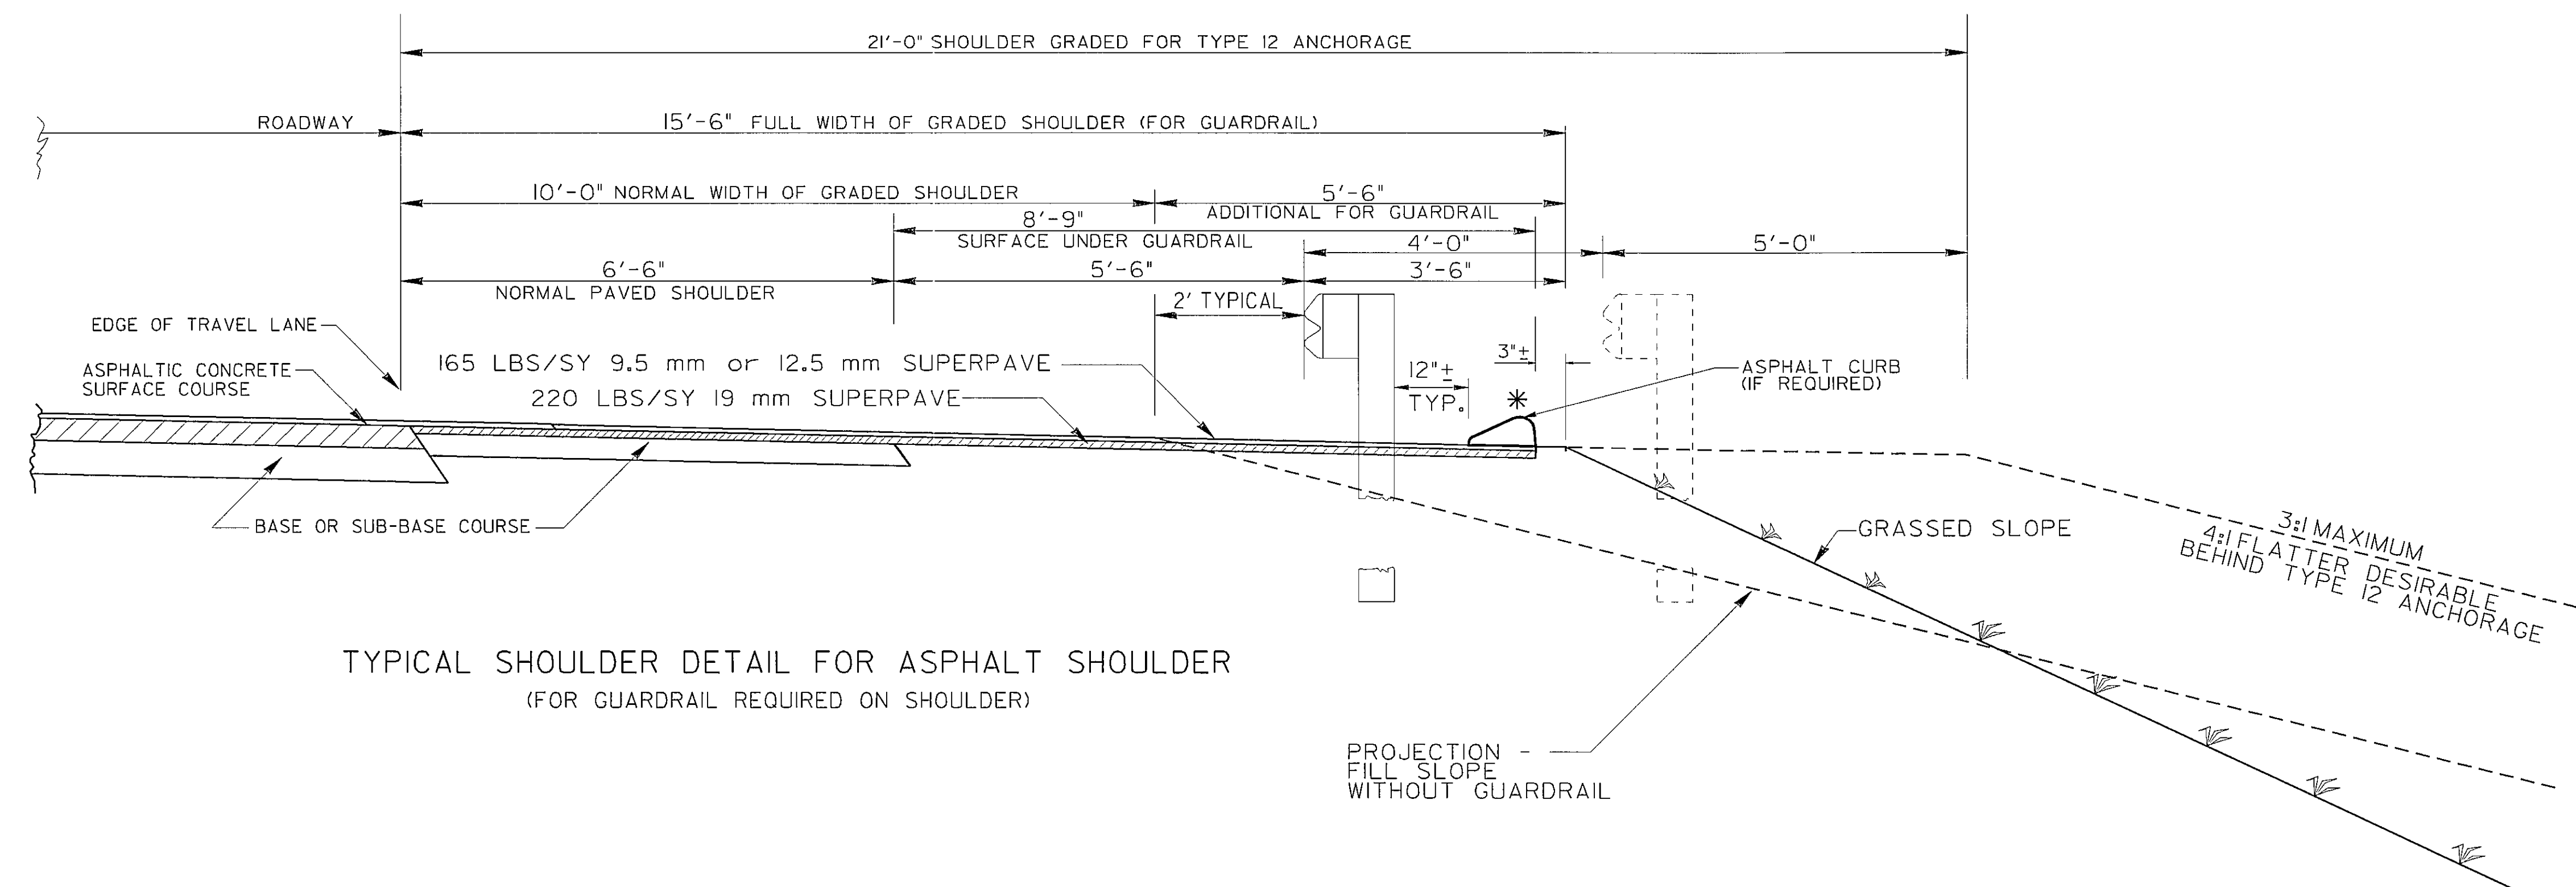 21'-0" SHOULDER GRADED FOR TYPE 12 ANCHORAGE
ROADWAY
15'-6" FULL WIDTH OF GRADED SHOULDER (FOR GUARDRAIL)
10'-0" NORMAL WIDTH OF GRADED SHOULDER
5'-6"
ADDITIONAL FOR GUARDRAIL
8'-9"
SURFACE UNDER GUARDRAIL
4'-0"
5'-0"
6'-6"
NORMAL PAVED SHOULDER
5'-6"
3'-6"
2' TYPICAL
EDGE OF TRAVEL LANE
165 LBS/SY 9.5 mm or 12.5 mm SUPERPAVE
3"±
ASPHALTIC CONCRETE
SURFACE COURSE
220 LBS/SY 19 mm SUPERPAVE
12"±
TYP.
*
ASPHALT CURB
(IF REQUIRED)
BASE OR SUB-BASE COURSE
GRASSED SLOPE
3:1 MAXIMUM
4:1 FLATTER DESIRABLE
BEHIND TYPE 12 ANCHORAGE
TYPICAL SHOULDER DETAIL FOR ASPHALT SHOULDER
(FOR GUARDRAIL REQUIRED ON SHOULDER)
PROJECTION -
FILL SLOPE
WITHOUT GUARDRAIL